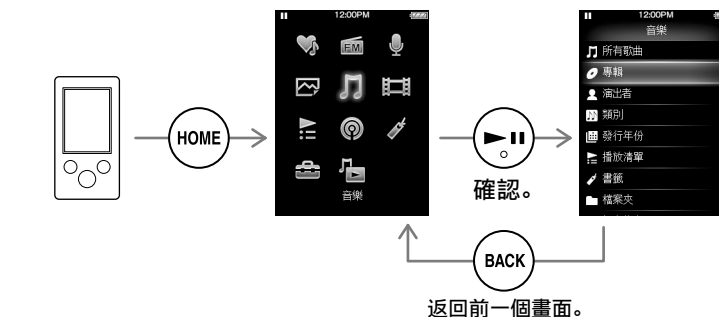 12:00PM
FM
音樂
HOME
確認。
12:00PM
音樂
所有歌曲
專輯
演出者
類別
發行年份
播放清單
書籤
檔案夾
BACK
返回前一個畫面。